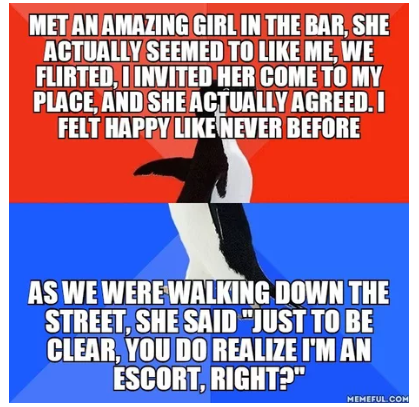 MET AN AMAZING GIRL IN THE BAR, SHE
ACTUALLY SEEMED TO LIKE ME, WE
FLIRTED, I INVITED HER COME TO MY
PLACE, AND SHE ACTUALLY AGREED. I
FELT HAPPY LIKE NEVER BEFORE
AS WE WERE WALKING DOWN THE
STREET, SHE SAID "JUST TO BE
CLEAR, YOU DO REALIZE I'M AN
ESCORT, RIGHT?"
MEMEFUL.COM